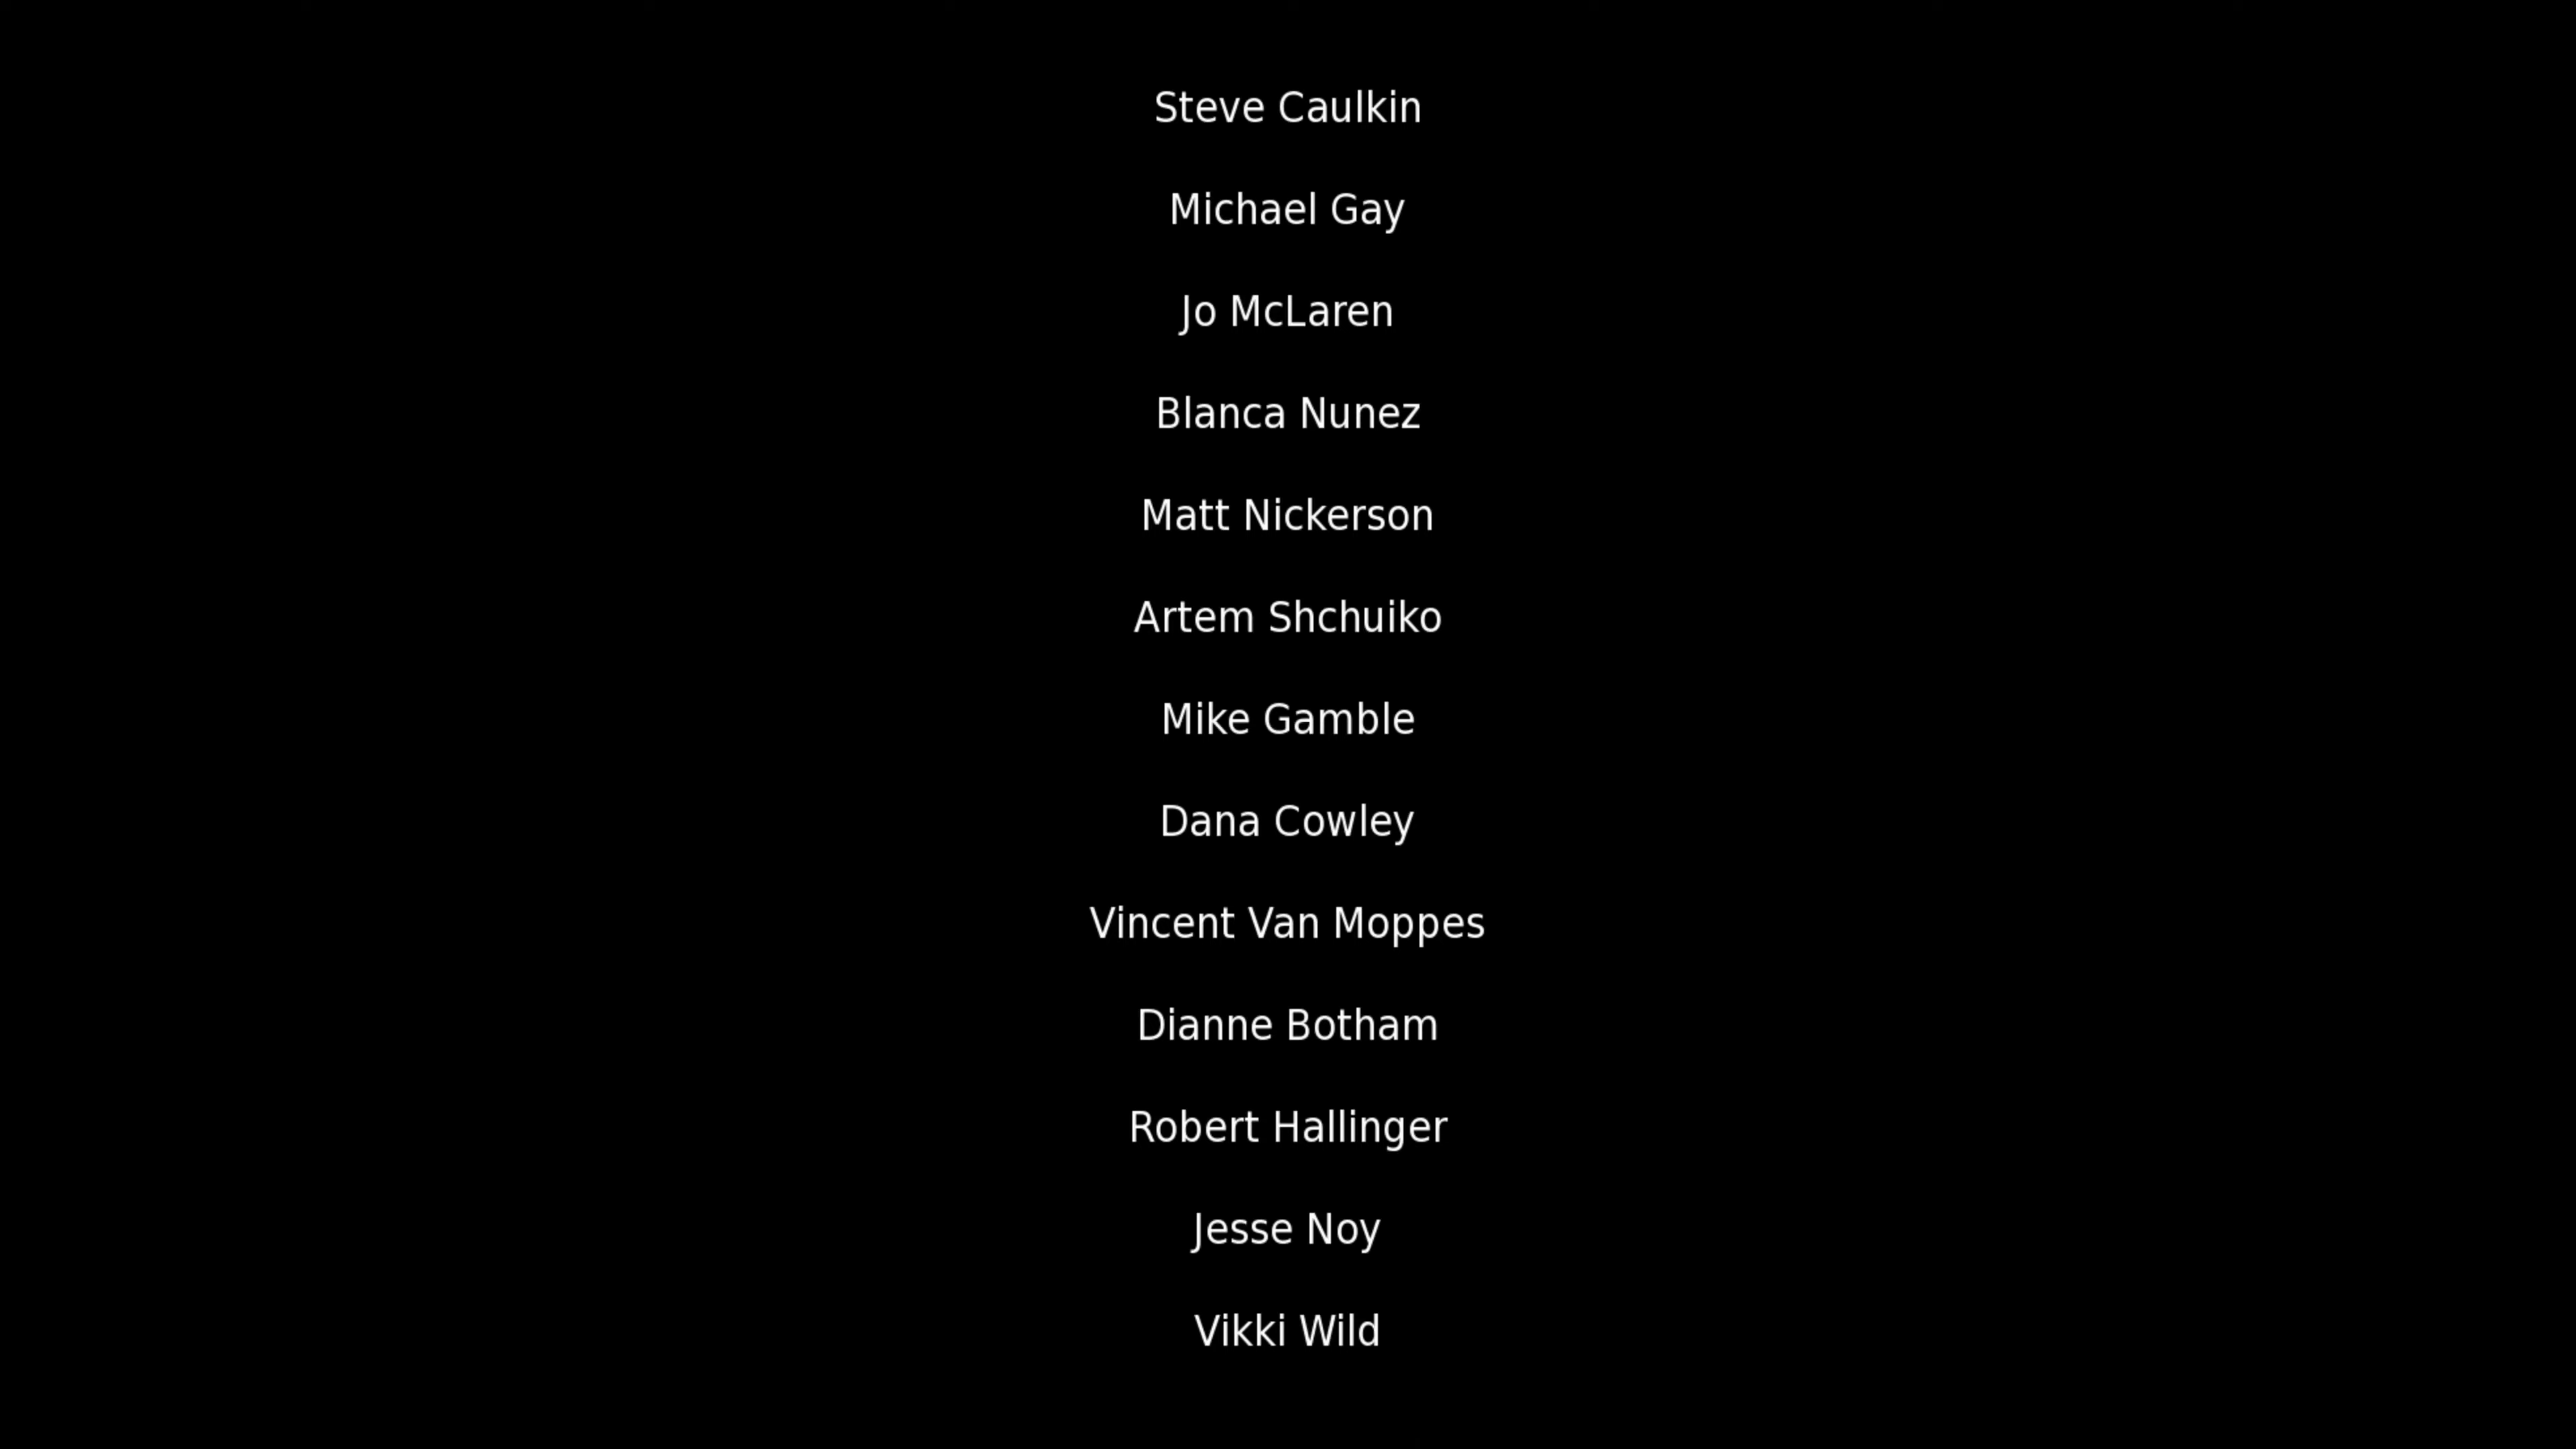 Steve Caulkin
Michael Gay
Jo McLaren
Blanca Nunez
Matt Nickerson
Artem Shchuiko
Mike Gamble
Dana Cowley
Vincent Van Moppes
Dianne Botham
Robert Hallinger
Jesse Noy
Vikki Wild